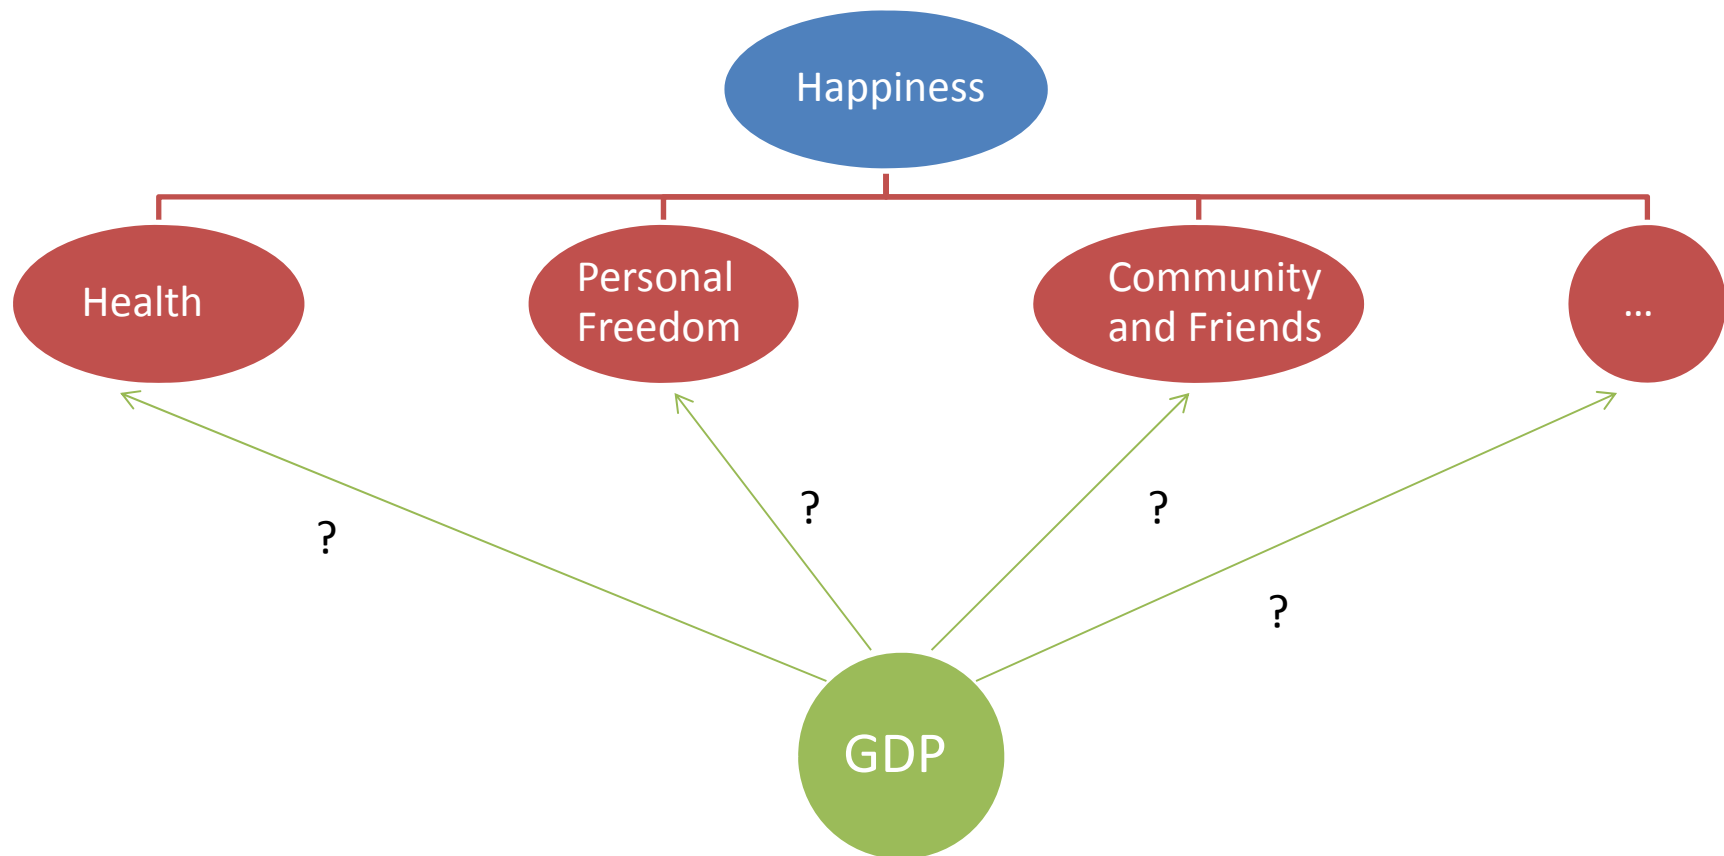 Happiness
Health
Personal
Freedom
Community
and Friends
...
?
?
?
?
GDP